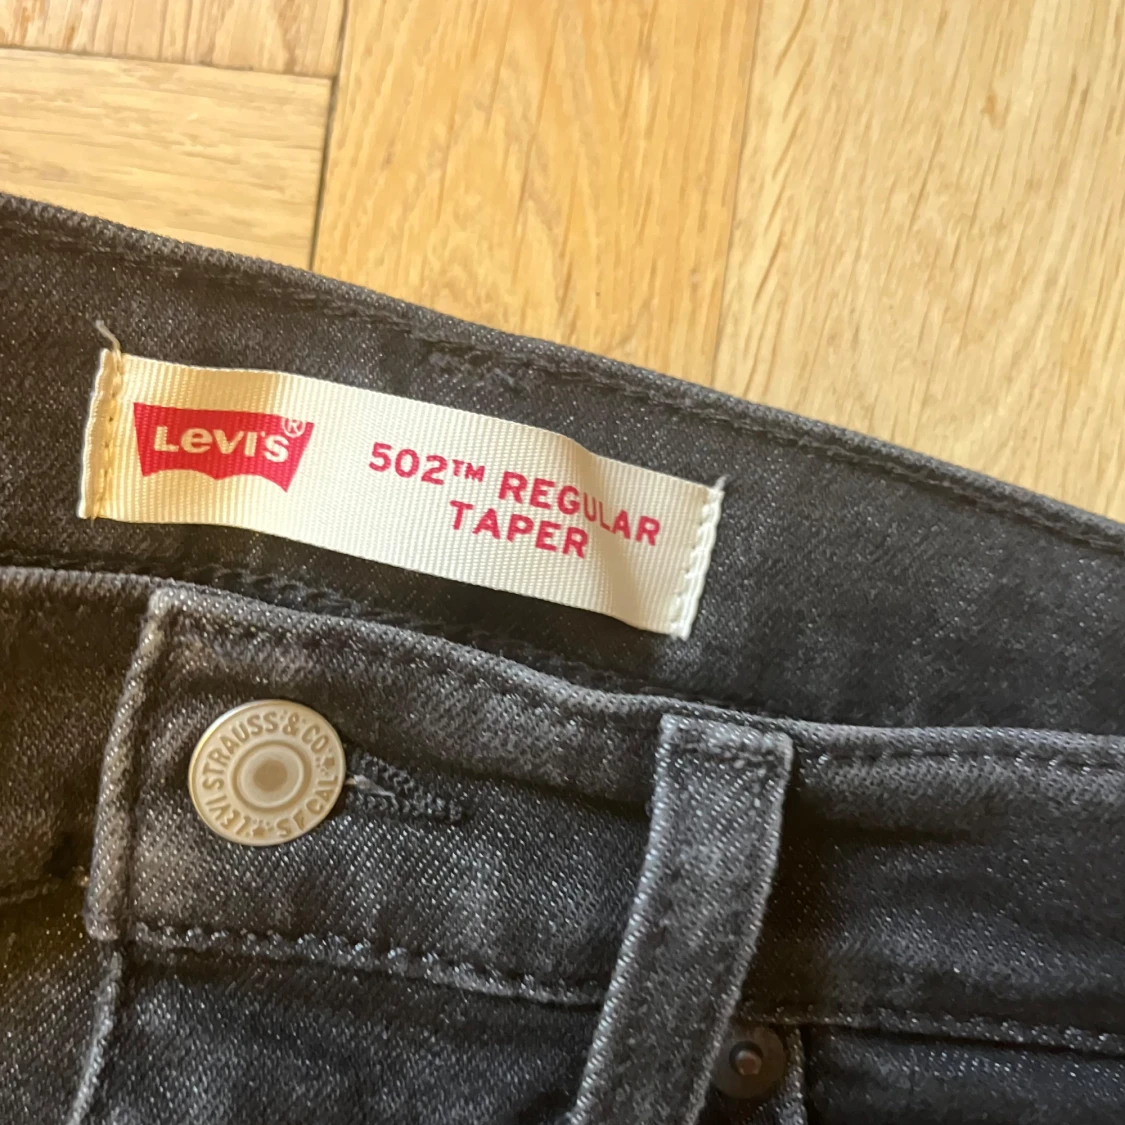 LEVI'S®
502™ REGULAR
TAPER
LEVI STRAUSS & CO.
S.F. CAL